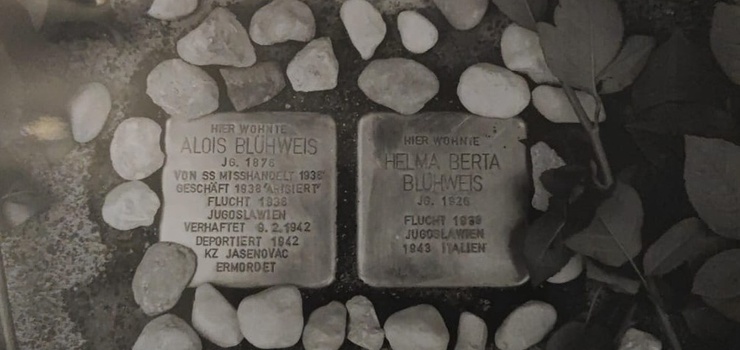 HIER WOHNTE
ALOIS BLÜHWEIS
JG. 1876
VON SS MISSHANDELT 1938
GESCHÄFT 1938 'ARISIERT'
FLUCHT 1938
JUGOSLAWIEN
VERHAFTET 9.2.1942
DEPORTIERT 1942
KZ JASENOVAC
ERMORDET
HIER WOHNTE
HELMA BERTA
BLÜHWEIS
JG. 1926
FLUCHT 1938
JUGOSLAWIEN
1943 ITALIEN